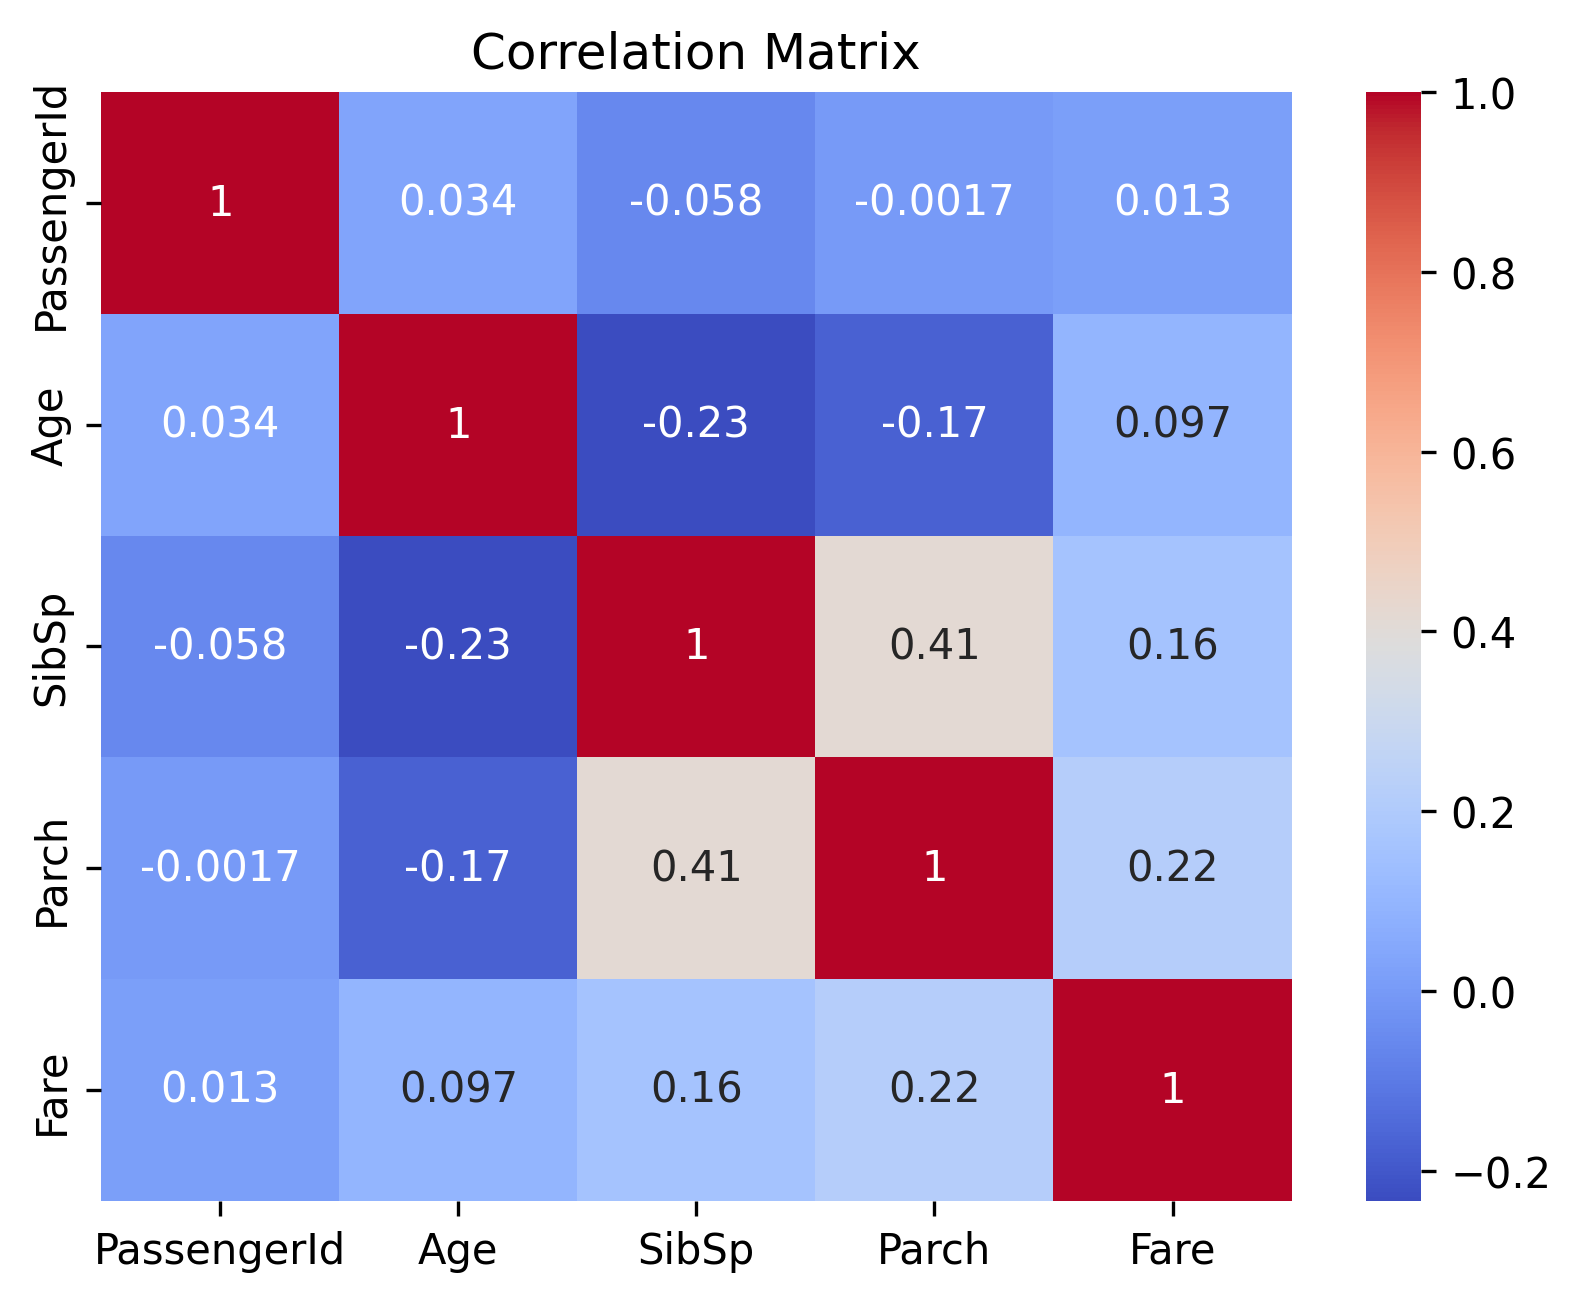 Correlation Matrix
PassengerId
1 0.034 -0.058 -0.0017 0.013
Age
0.034 1 -0.23 -0.17 0.097
SibSp
-0.058 -0.23 1 0.41 0.16
Parch
-0.0017 -0.17 0.41 1 0.22
Fare
0.013 0.097 0.16 0.22 1
PassengerId Age SibSp Parch Fare
1.0
0.8
0.6
0.4
0.2
0.0
−0.2